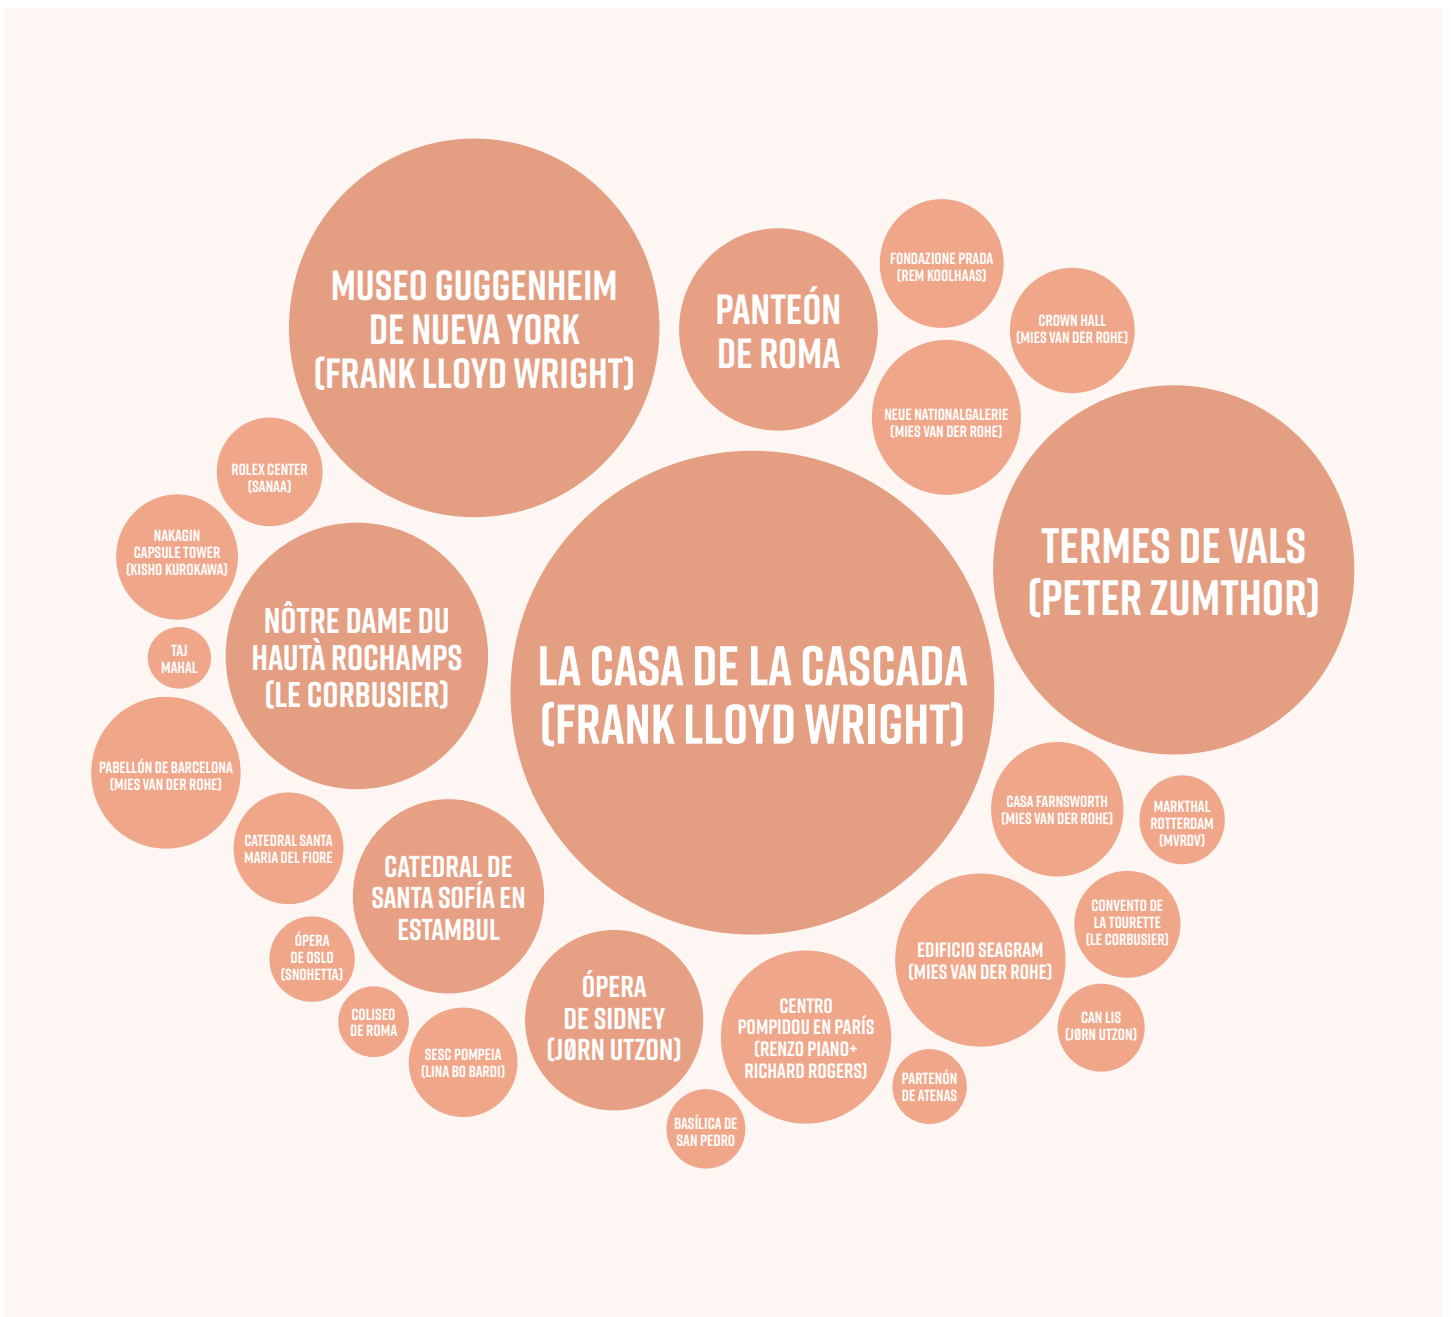 MUSEO GUGGENHEIM
DE NUEVA YORK
(FRANK LLOYD WRIGHT)
PANTEÓN
DE ROMA
FONDAZIONE PRADA
(REM KOOLHAAS)
CROWN HALL
(MIES VAN DER ROHE)
NEUE NATIONALGALERIE
(MIES VAN DER ROHE)
ROLEX CENTER
(SANAA)
NAKAGIN
CAPSULE TOWER
(KISHO KUROKAWA)
TERMES DE VALS
(PETER ZUMTHOR)
NÔTRE DAME DU
HAUTÀ ROCHAMPS
(LE CORBUSIER)
TAJ
MAHAL
LA CASA DE LA CASCADA
(FRANK LLOYD WRIGHT)
PABELLÓN DE BARCELONA
(MIES VAN DER ROHE)
CATEDRAL SANTA
MARIA DEL FIORE
CATEDRAL DE
SANTA SOFÍA EN
ESTAMBUL
CASA FARNSWORTH
(MIES VAN DER ROHE)
MARKTHAL
ROTTERDAM
(MVRDV)
CONVENTO DE
LA TOURETTE
(LE CORBUSIER)
EDIFICIO SEAGRAM
(MIES VAN DER ROHE)
ÓPERA
DE OSLO
(SNOHETTA)
COLISEO
DE ROMA
SESC POMPEIA
(LINA BO BARDI)
ÓPERA
DE SIDNEY
(JØRN UTZON)
CENTRO
POMPIDOU EN PARÍS
(RENZO PIANO+
RICHARD ROGERS)
CAN LIS
(JØRN UTZON)
PARTENÓN
DE ATENAS
BASÍLICA DE
SAN PEDRO